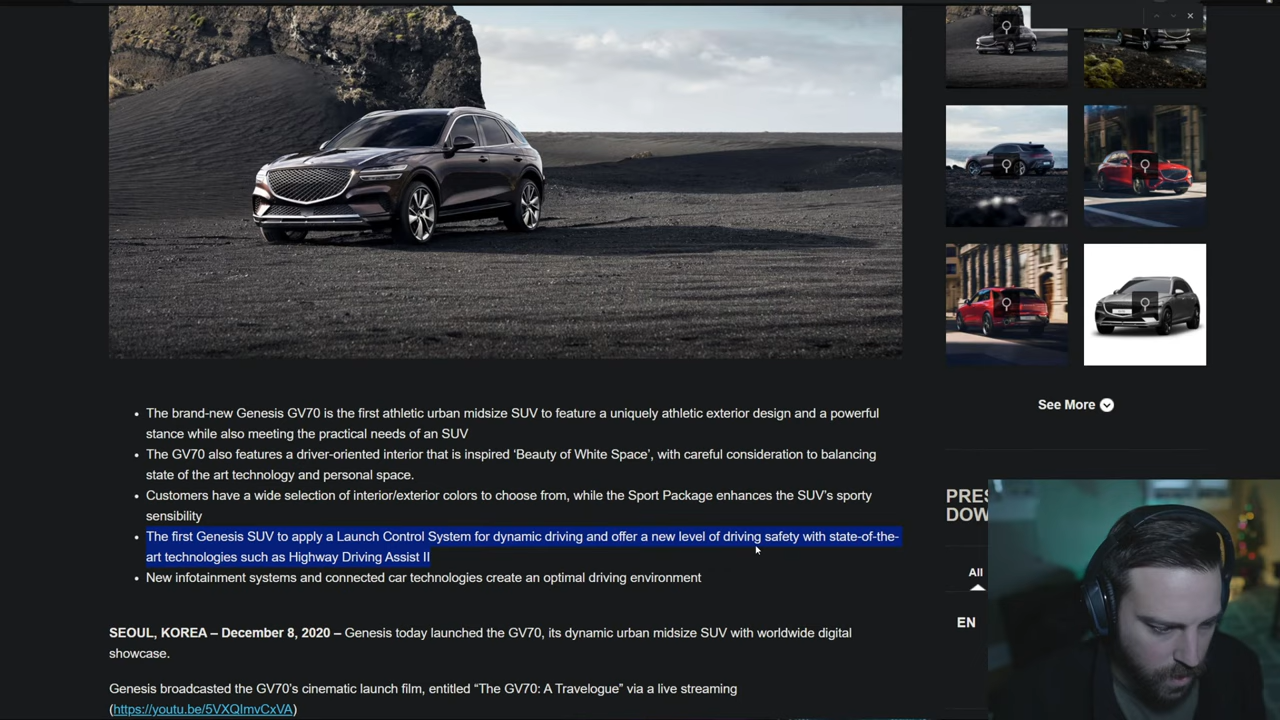 The brand-new Genesis GV70 is the first athletic urban midsize SUV to feature a uniquely athletic exterior design and a powerful
stance while also meeting the practical needs of an SUV
The GV70 also features a driver-oriented interior that is inspired ‘Beauty of White Space’, with careful consideration to balancing
state of the art technology and personal space.
Customers have a wide selection of interior/exterior colors to choose from, while the Sport Package enhances the SUV’s sporty
sensibility
The first Genesis SUV to apply a Launch Control System for dynamic driving and offer a new level of driving safety with state-of-the-
art technologies such as Highway Driving Assist II
New infotainment systems and connected car technologies create an optimal driving environment
SEOUL, KOREA – December 8, 2020 – Genesis today launched the GV70, its dynamic urban midsize SUV with worldwide digital
showcase.
Genesis broadcasted the GV70’s cinematic launch film, entitled “The GV70: A Travelogue” via a live streaming
(https://youtu.be/5VXQImvCxVA)
See More
PRES
DOW
All
EN